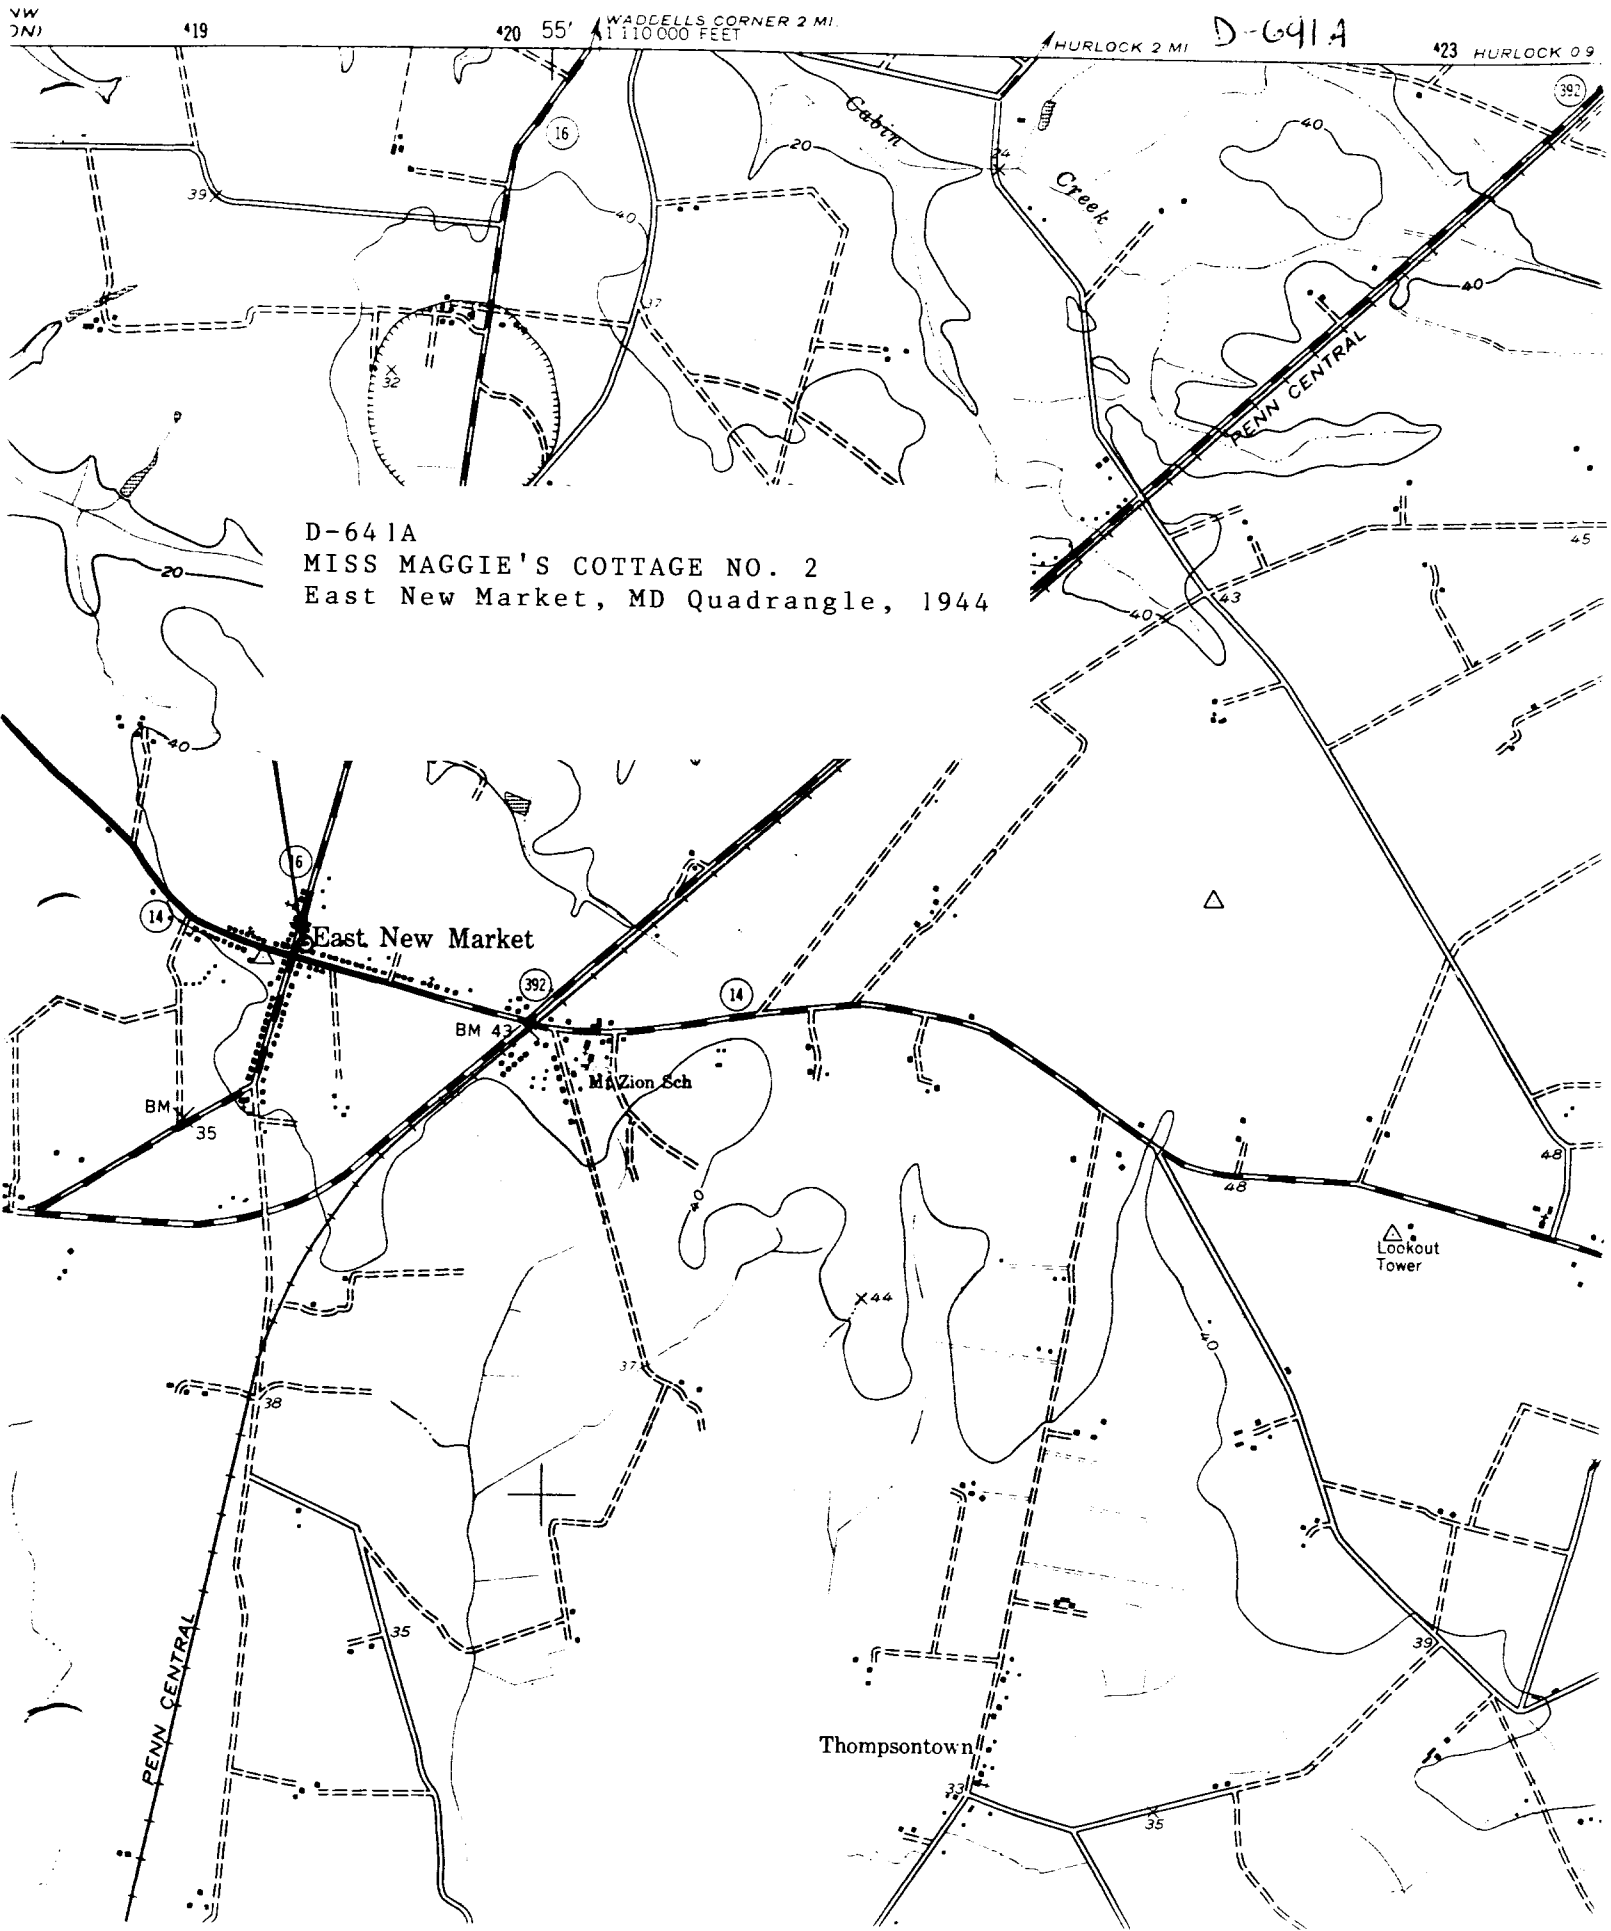 VW
ON)
419
420
55'
WADDELLS CORNER 2 MI.
1 110 000 FEET
HURLOCK 2 MI
D-641A
423
HURLOCK 0.9
392
16
Cabin
40
20
24
Creek
39
40
40
37
32
PENN CENTRAL
D-641A
MISS MAGGIE'S COTTAGE NO. 2
East New Market, MD Quadrangle, 1944
45
20
43
40
40
16
14
East New Market
392
14
BM 43
Mt Zion Sch
BM
35
48
48
40
Lookout
Tower
44
40
37
38
35
39
PENN CENTRAL
Thompsontown
33
35